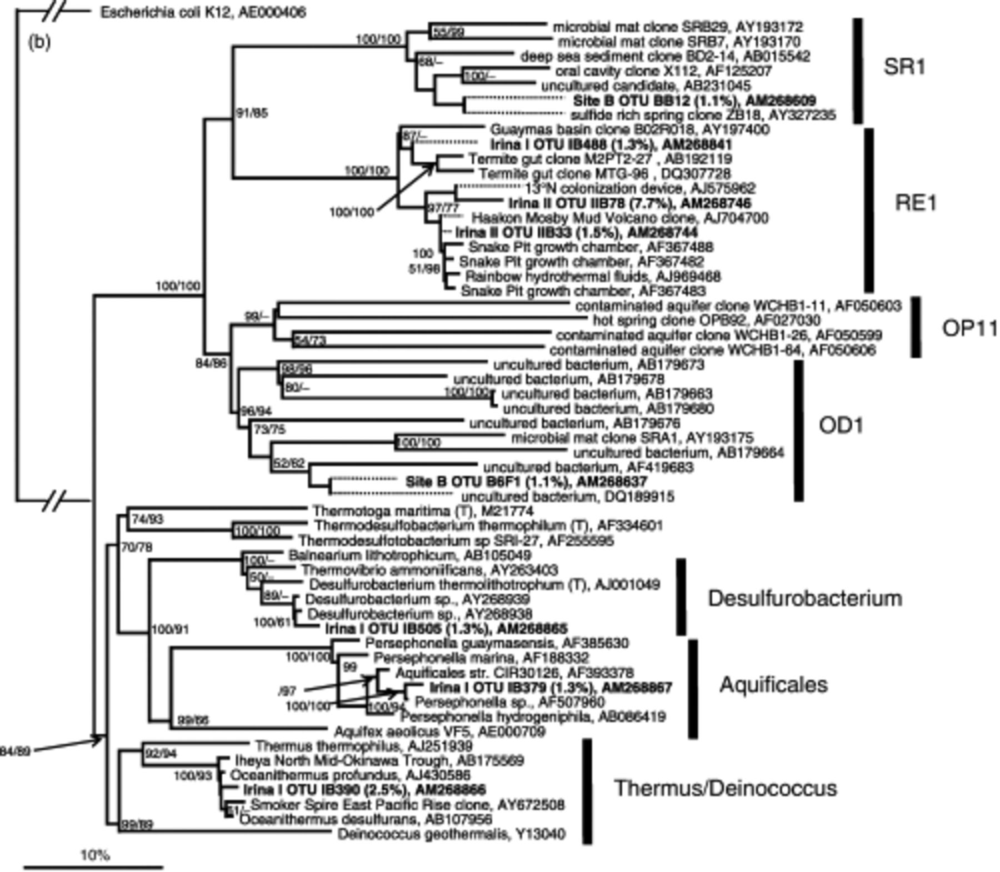 Escherichia coli K12, AE000406
(b)
55/99
microbial mat clone SRB29, AY193172
100/100
microbial mat clone SRB7, AY193170
deep sea sediment clone BD2-14, AB015542
68/–
oral cavity clone X112, AF125207
100/–
uncultured candidate, AB231045
Site B OTU BB12 (1.1%), AM268609
sulfide rich spring clone ZB18, AY327235
SR1
91/85
Guaymas basin clone B02R018, AY197400
87/–
Irina I OTU IB488 (1.3%), AM268841
Termite gut clone M2PT2-27 , AB192119
100/100
Termite gut clone MTG-96 , DQ307728
13°N colonization device, AJ575962
Irina II OTU IIB78 (7.7%), AM268746
100/100
97/77
Haakon Mosby Mud Volcano clone, AJ704700
Irina II OTU IIB33 (1.5%), AM268744
Snake Pit growth chamber, AF367488
100
Snake Pit growth chamber, AF367482
51/98
Rainbow hydrothermal fluids, AJ969468
Snake Pit growth chamber, AF367483
RE1
100/100
contaminated aquifer clone WCHB1-11, AF050603
99/–
hot spring clone OPB92, AF027030
contaminated aquifer clone WCHB1-26, AF050599
54/73
contaminated aquifer clone WCHB1-64, AF050606
OP11
84/86
uncultured bacterium, AB179673
98/96
uncultured bacterium, AB179678
80/–
100/100
uncultured bacterium, AB179663
uncultured bacterium, AB179680
96/94
uncultured bacterium, AB179676
73/75
microbial mat clone SRA1, AY193175
100/100
uncultured bacterium, AB179664
52/62
uncultured bacterium, AF419683
Site B OTU B6F1 (1.1%), AM268637
uncultured bacterium, DQ189915
OD1
Thermotoga maritima (T), M21774
74/93
Thermodesulfobacterium thermophilum (T), AF334601
100/100
Thermodesulfotobacterium sp SRI-27, AF255595
70/78
Balnearium lithotrophicum, AB105049
100/–
Thermovibrio ammoniificans, AY263403
50/–
Desulfurobacterium thermolithotrophum (T), AJ001049
89/–
Desulfurobacterium sp., AY268939
Desulfurobacterium sp., AY268938
100/61
Irina I OTU IB505 (1.3%), AM268865
Desulfurobacterium
100/91
Persephonella guaymasensis, AF385630
100/100
Persephonella marina, AF188332
99
Aquificales str. CIR30126, AF393378
/97
Irina I OTU IB379 (1.3%), AM268867
100/100
Persephonella sp., AF507960
100/94
Persephonella hydrogeniphila, AB086419
99/66
Aquifex aeolicus VF5, AE000709
Aquificales
84/89
Thermus thermophilus, AJ251939
92/94
Iheya North Mid-Okinawa Trough, AB175569
100/93
Oceanithermus profundus, AJ430586
Irina I OTU IB390 (2.5%), AM268866
Smoker Spire East Pacific Rise clone, AY672508
Oceanithermus desulfurans, AB107956
99/89
Deinococcus geothermalis, Y13040
Thermus/Deinococcus
10%